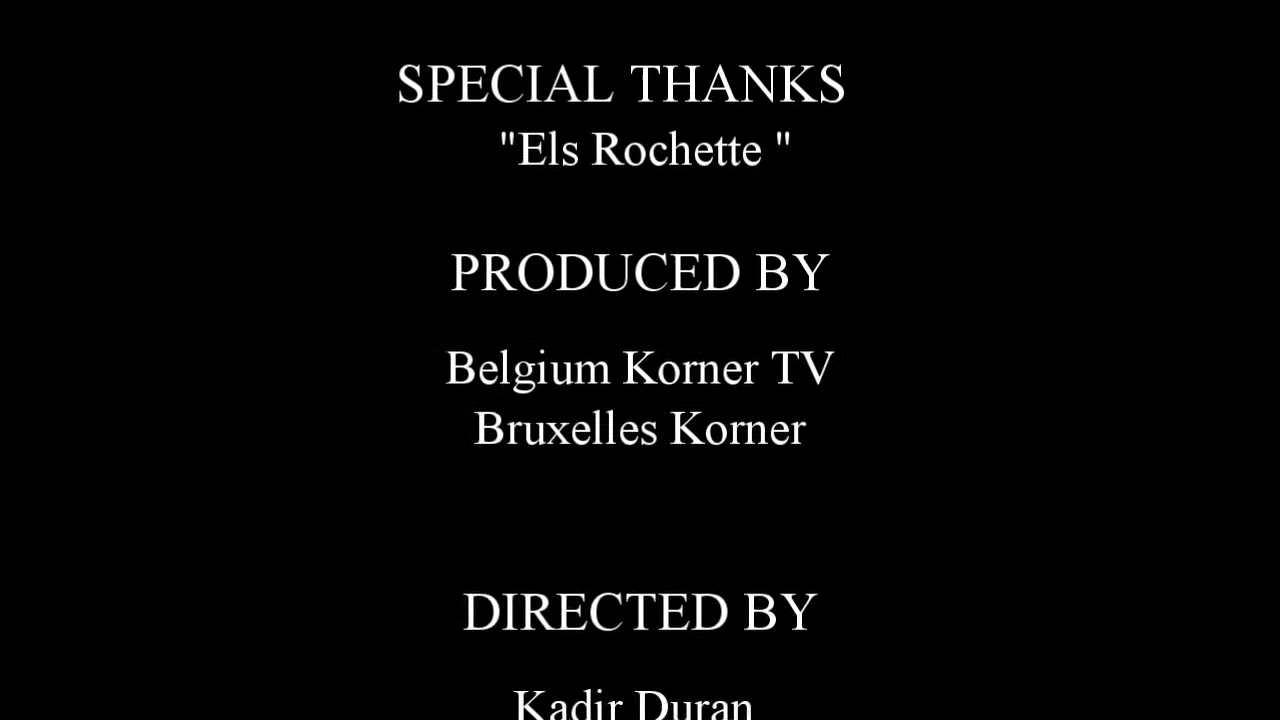 SPECIAL THANKS
"Els Rochette "
PRODUCED BY
Belgium Korner TV
Bruxelles Korner
DIRECTED BY
Kadir Duran